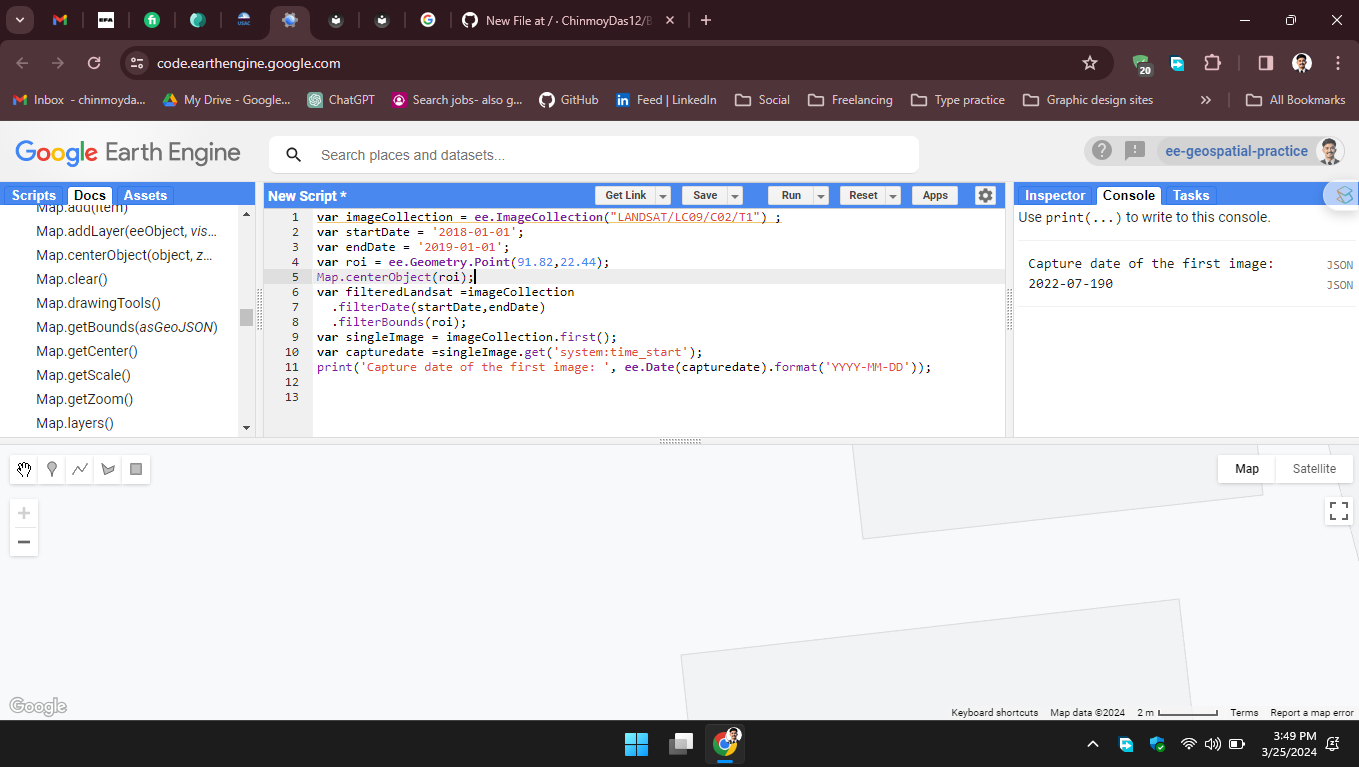 New File at / · ChinmoyDas12/B
code.earthengine.google.com
20
Inbox - chinmoyda...
My Drive - Google...
ChatGPT
Search jobs- also g...
GitHub
Feed | LinkedIn
Social
Freelancing
Type practice
Graphic design sites
All Bookmarks
Google Earth Engine
Search places and datasets...
ee-geospatial-practice
Scripts
Docs
Assets
Map.add(item)
Map.addLayer(eeObject, vis...
Map.centerObject(object, z...
Map.clear()
Map.drawingTools()
Map.getBounds(asGeoJSON)
Map.getCenter()
Map.getScale()
Map.getZoom()
Map.layers()
New Script *
Get Link
Save
Run
Reset
Apps
1 var imageCollection = ee.ImageCollection("LANDSAT/LC09/C02/T1") ;
2 var startDate = '2018-01-01';
3 var endDate = '2019-01-01';
4 var roi = ee.Geometry.Point(91.82,22.44);
5 Map.centerObject(roi);
6 var filteredLandsat =imageCollection
7 .filterDate(startDate,endDate)
8 .filterBounds(roi);
9 var singleImage = imageCollection.first();
10 var capturedate =singleImage.get('system:time_start');
11 print('Capture date of the first image: ', ee.Date(capturedate).format('YYYY-MM-DD'));
12
13
Inspector
Console
Tasks
Use print(...) to write to this console.
Capture date of the first image:
JSON
2022-07-190
JSON
Map
Satellite
Google
Keyboard shortcuts
Map data ©2024
2 m
Terms
Report a map error
3:49 PM
3/25/2024